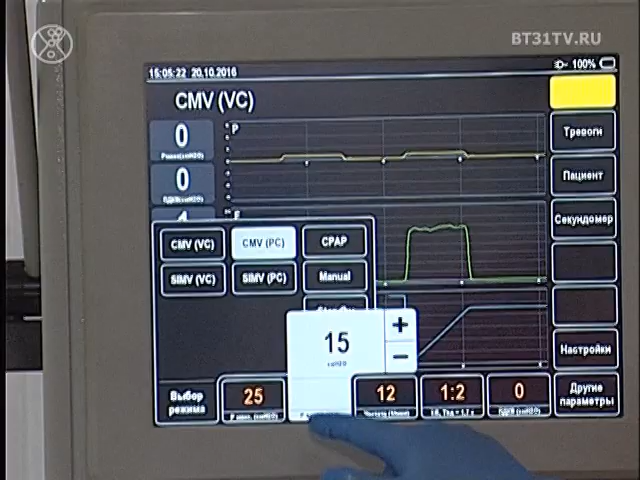 BT31TV.RU
15:05:22 20.10.2016
100%
CMV (VC)
0
P
Тревоги
Пациент
0
Секундомер
F
CMV (VC)
CMV (PC)
CPAP
SIMV (VC)
SIMV (PC)
Manual
15
+
−
Настройки
Выбор
режима
25
12
1:2
0
Другие
параметры